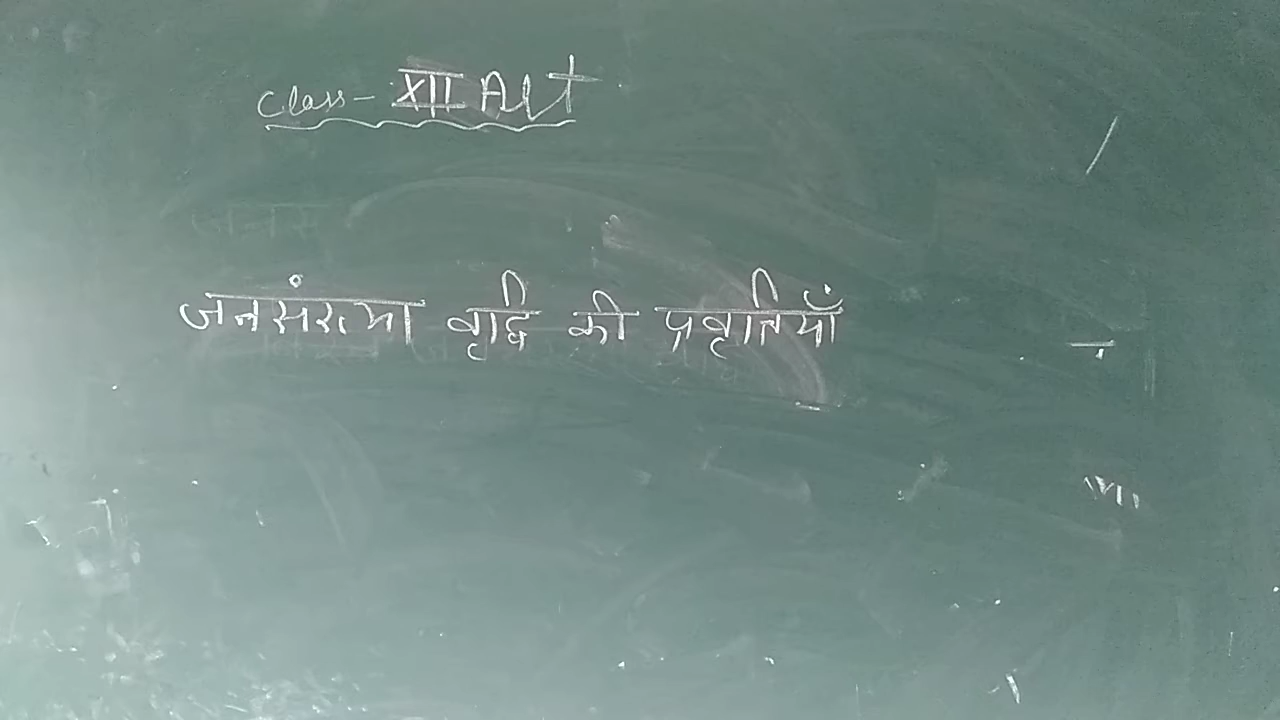 Class - XII Art
जनसंख्या वृद्धि की प्रवृतियाँ